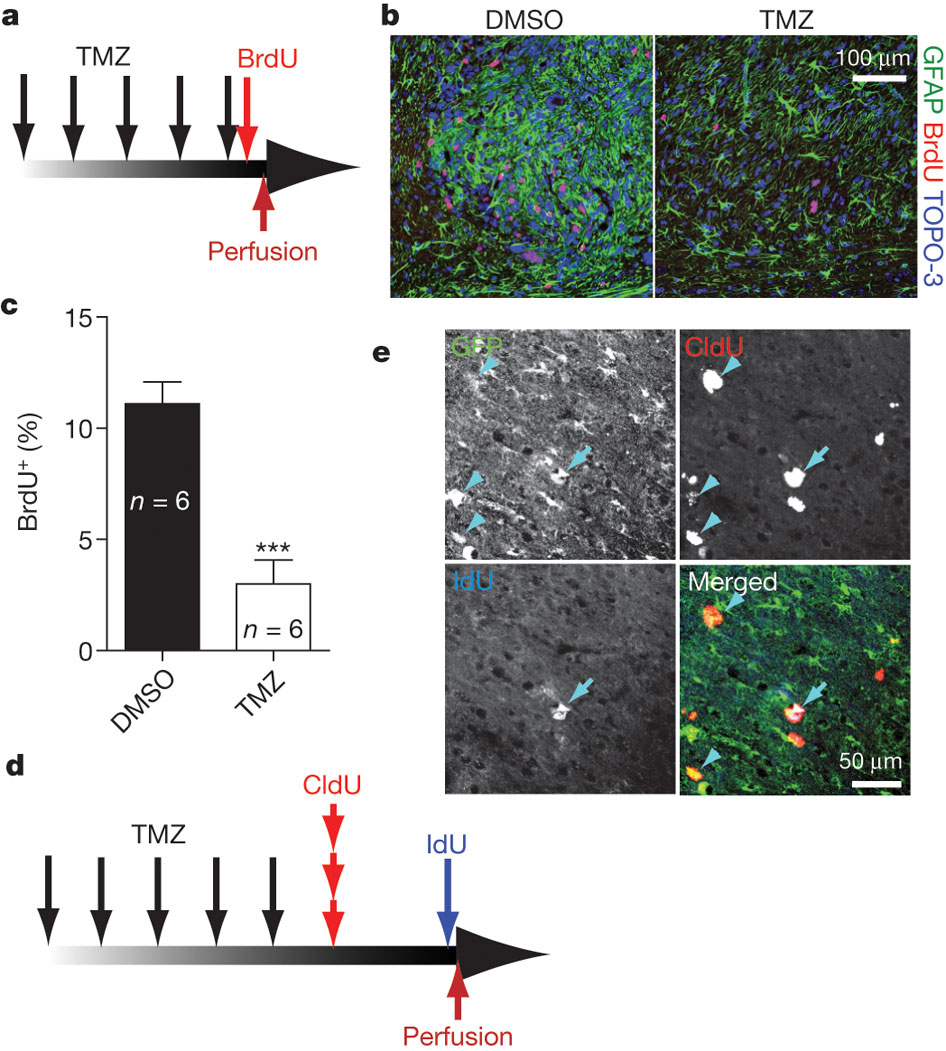 a
TMZ
BrdU
Perfusion
b
DMSO
TMZ
100 µm
GFAP BrdU TOPO-3
c
15
10
5
0
BrdU⁺ (%)
n = 6
***
n = 6
DMSO
TMZ
e
GFP
CldU
IdU
Merged
50 µm
d
TMZ
CldU
IdU
Perfusion